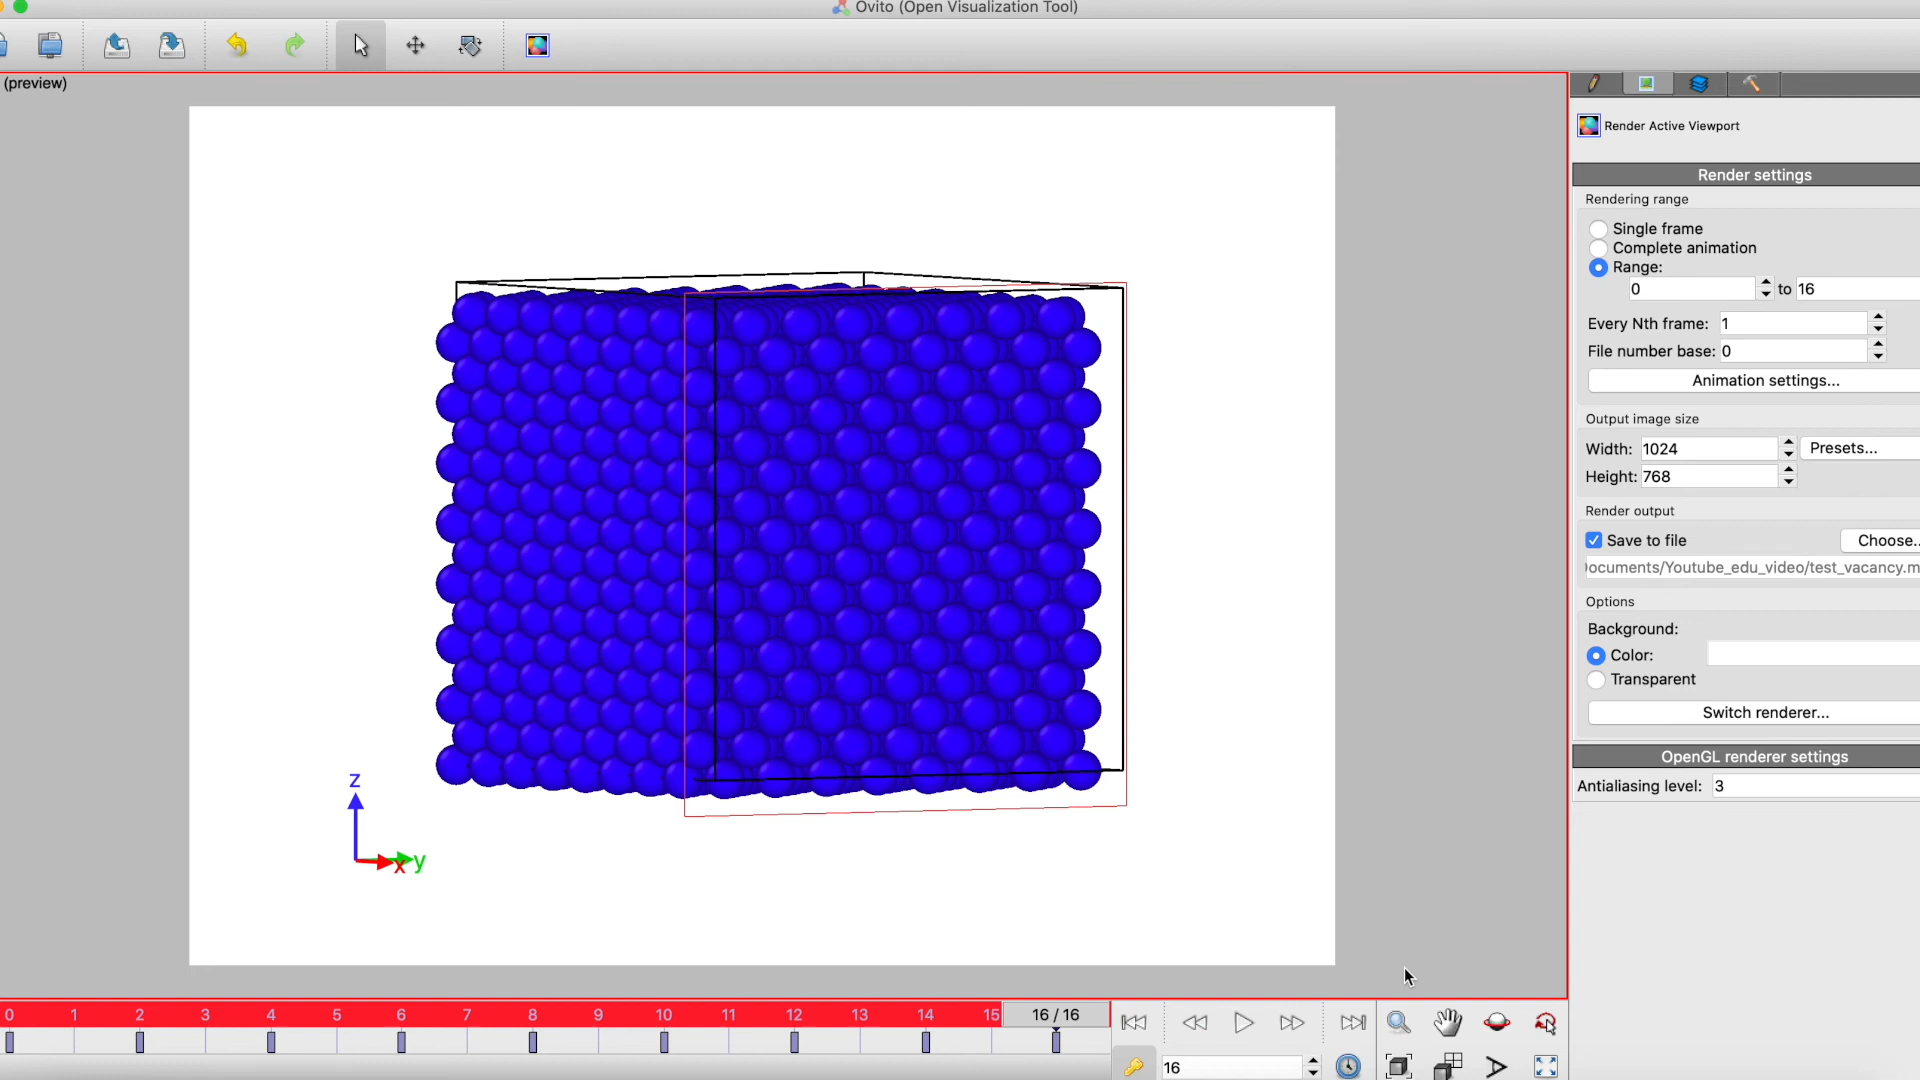 Ovito (Open Visualization Tool)
(preview)
Render Active Viewport
Render settings
Rendering range
Single frame
Complete animation
Range:
0 to 16
Every Nth frame: 1
File number base: 0
Animation settings...
Output image size
Width: 1024 Presets...
Height: 768
Render output
Save to file Choose..
ocuments/Youtube_edu_video/test_vacancy.m
Options
Background:
Color:
Transparent
Switch renderer...
OpenGL renderer settings
Antialiasing level: 3
z
x y
0 1 2 3 4 5 6 7 8 9 10 11 12 13 14 15 16 / 16
16